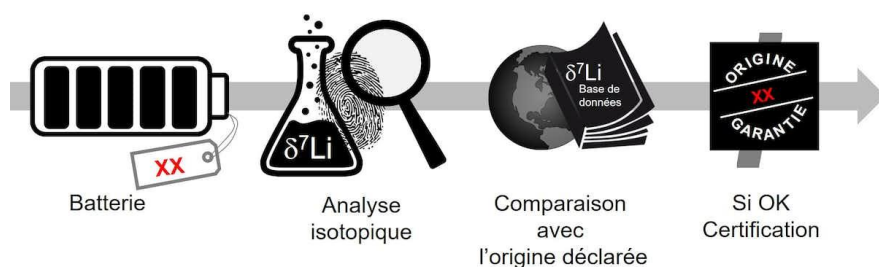 XX
Batterie
δ⁷Li
Analyse
isotopique
δ⁷Li
Base de
données
Comparaison
avec
l'origine déclarée
ORIGINE
XX
GARANTIE
Si OK
Certification